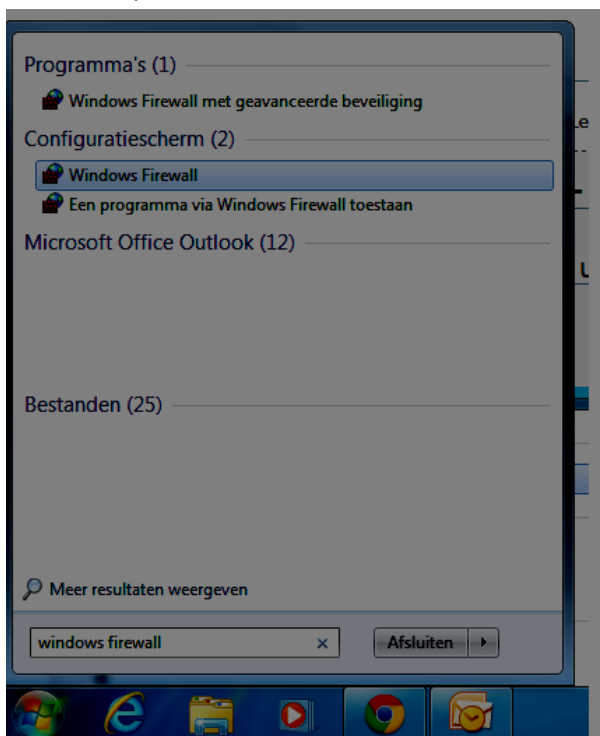 Programma's (1)
Windows Firewall met geavanceerde beveiliging
Configuratiescherm (2)
Windows Firewall
Een programma via Windows Firewall toestaan
Microsoft Office Outlook (12)
Bestanden (25)
Meer resultaten weergeven
windows firewall
Afsluiten